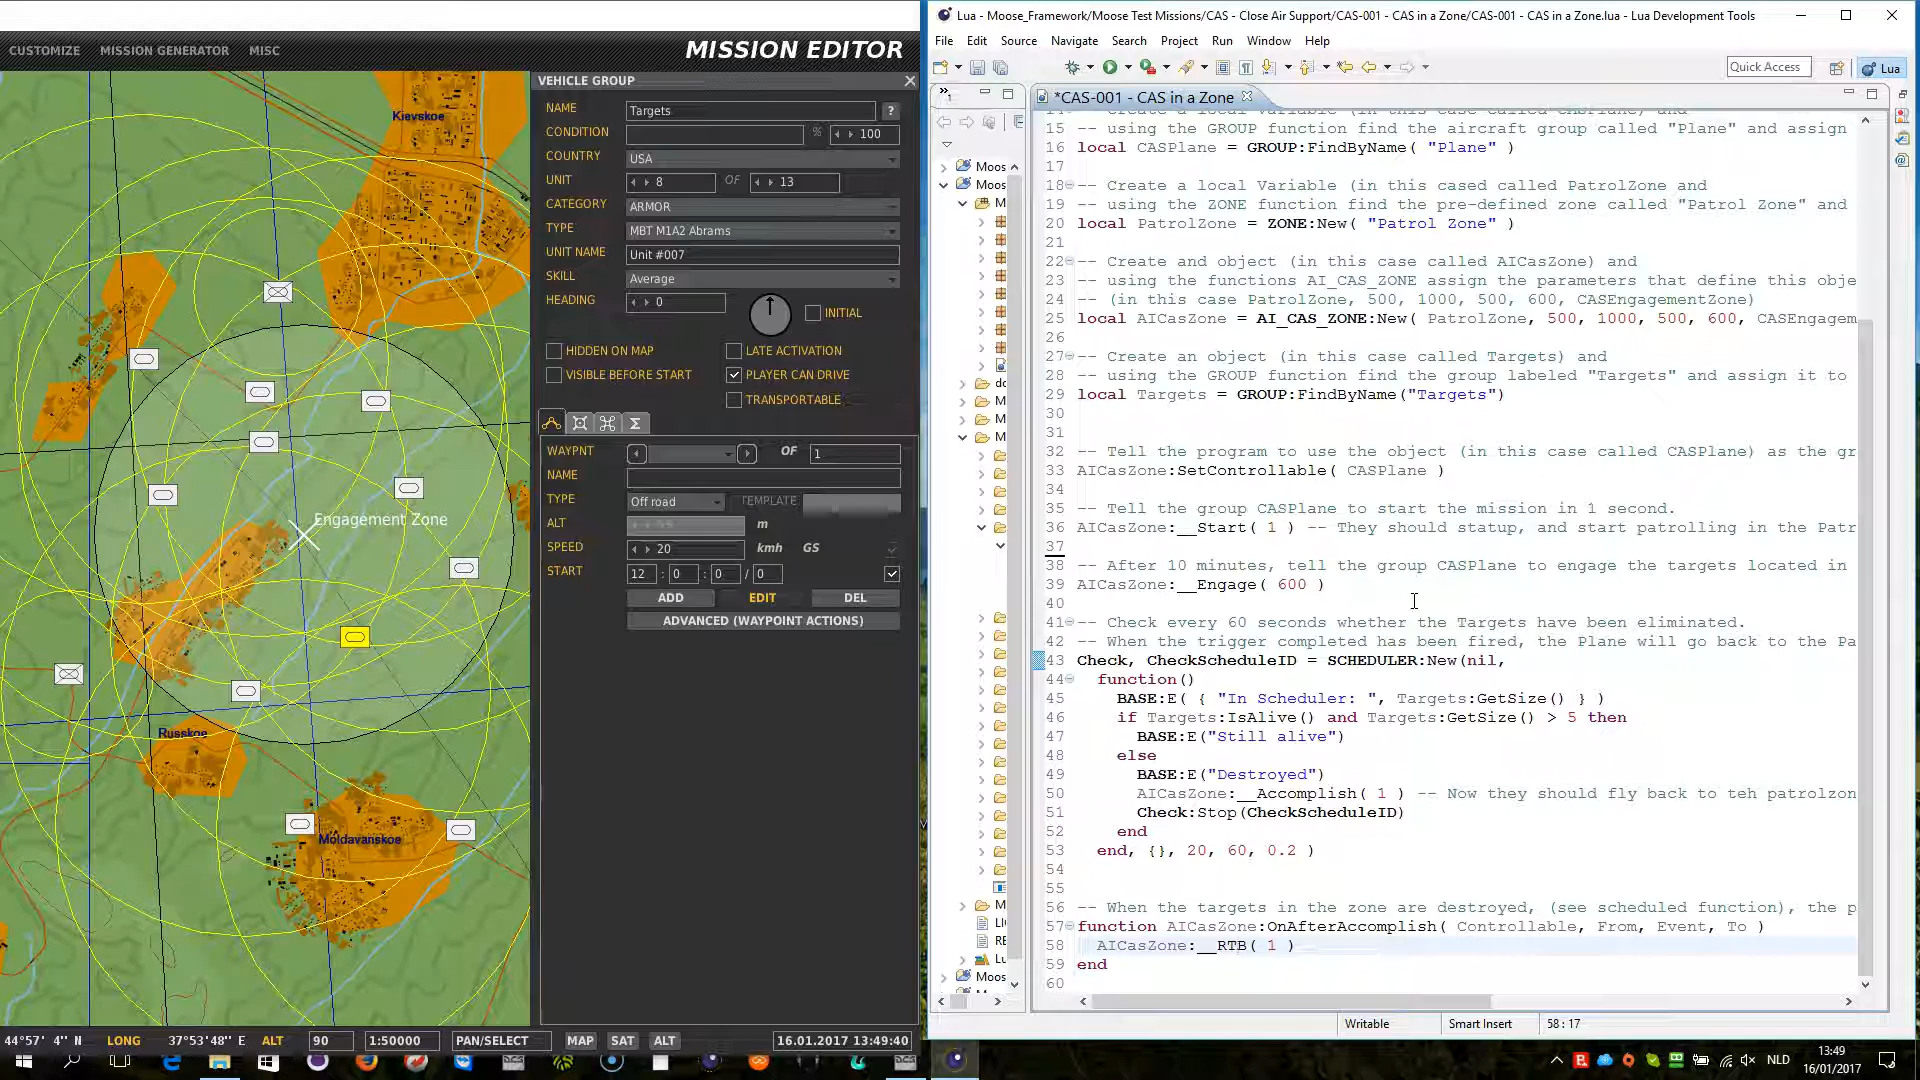 CUSTOMIZE MISSION GENERATOR MISC
MISSION EDITOR
Kievskoe
Engagement Zone
Russkoe
Moldavanskoe
VEHICLE GROUP
NAME Targets ?
CONDITION % 100
COUNTRY USA
UNIT 8 OF 13
CATEGORY ARMOR
TYPE MBT M1A2 Abrams
UNIT NAME Unit #007
SKILL Average
HEADING 0 INITIAL
HIDDEN ON MAP LATE ACTIVATION
VISIBLE BEFORE START PLAYER CAN DRIVE
TRANSPORTABLE
WAYPNT OF 1
NAME
TYPE Off road TEMPLATE
ALT m
SPEED 20 kmh GS
START 12 : 0 : 0 / 0
ADD EDIT DEL
ADVANCED (WAYPOINT ACTIONS)
44°57' 4'' N LONG 37°53'48'' E ALT 90 1:50000 PAN/SELECT MAP SAT ALT 16.01.2017 13:49:40
Lua - Moose_Framework/Moose Test Missions/CAS - Close Air Support/CAS-001 - CAS in a Zone/CAS-001 - CAS in a Zone.lua - Lua Development Tools
File Edit Source Navigate Search Project Run Window Help
Quick Access Lua
*CAS-001 - CAS in a Zone
Moos
Moos
15 -- using the GROUP function find the aircraft group called "Plane" and assign
16 local CASPlane = GROUP:FindByName( "Plane" )
17
18 -- Create a local Variable (in this cased called PatrolZone and
19 -- using the ZONE function find the pre-defined zone called "Patrol Zone" and
20 local PatrolZone = ZONE:New( "Patrol Zone" )
21
22 -- Create and object (in this case called AICasZone) and
23 -- using the functions AI_CAS_ZONE assign the parameters that define this obje
24 -- (in this case PatrolZone, 500, 1000, 500, 600, CASEngagementZone)
25 local AICasZone = AI_CAS_ZONE:New( PatrolZone, 500, 1000, 500, 600, CASEngagem
26
27 -- Create an object (in this case called Targets) and
28 -- using the GROUP function find the group labeled "Targets" and assign it to
29 local Targets = GROUP:FindByName("Targets")
30
31
32 -- Tell the program to use the object (in this case called CASPlane) as the gr
33 AICasZone:SetControllable( CASPlane )
34
35 -- Tell the group CASPlane to start the mission in 1 second.
36 AICasZone:__Start( 1 ) -- They should statup, and start patrolling in the Patr
37
38 -- After 10 minutes, tell the group CASPlane to engage the targets located in
39 AICasZone:__Engage( 600 )
40
41 -- Check every 60 seconds whether the Targets have been eliminated.
42 -- When the trigger completed has been fired, the Plane will go back to the Pa
43 Check, CheckScheduleID = SCHEDULER:New(nil,
44 function()
45 BASE:E( { "In Scheduler: ", Targets:GetSize() } )
46 if Targets:IsAlive() and Targets:GetSize() > 5 then
47 BASE:E("Still alive")
48 else
49 BASE:E("Destroyed")
50 AICasZone:__Accomplish( 1 ) -- Now they should fly back to teh patrolzon
51 Check:Stop(CheckScheduleID)
52 end
53 end, {}, 20, 60, 0.2 )
54
55
56 -- When the targets in the zone are destroyed, (see scheduled function), the p
57 function AICasZone:OnAfterAccomplish( Controllable, From, Event, To )
58 AICasZone:__RTB( 1 )
59 end
60
Writable Smart Insert 58 : 17
NLD 13:49
16/01/2017